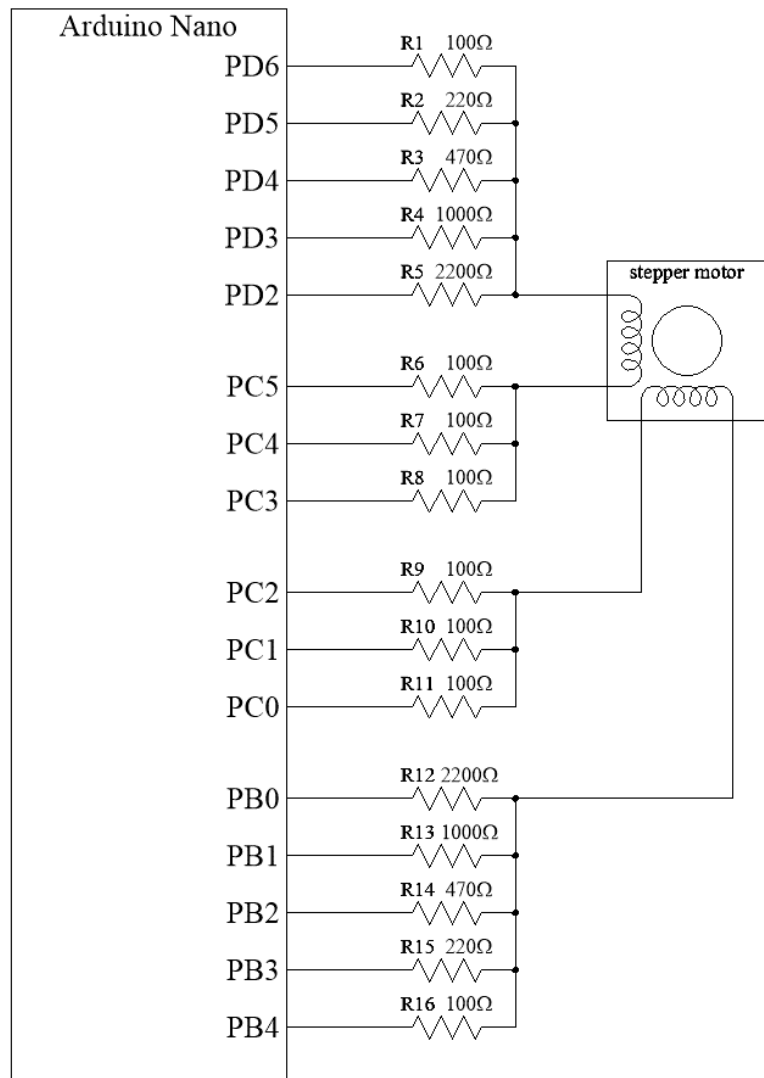 Arduino Nano
PD6 R1 100Ω
PD5 R2 220Ω
PD4 R3 470Ω
PD3 R4 1000Ω
PD2 R5 2200Ω
stepper motor
PC5 R6 100Ω
PC4 R7 100Ω
PC3 R8 100Ω
PC2 R9 100Ω
PC1 R10 100Ω
PC0 R11 100Ω
PB0 R12 2200Ω
PB1 R13 1000Ω
PB2 R14 470Ω
PB3 R15 220Ω
PB4 R16 100Ω